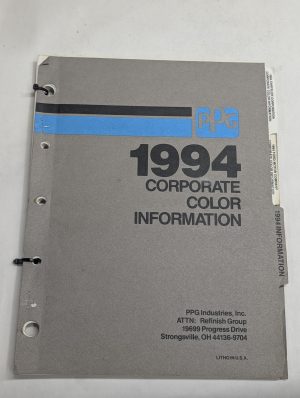 PPG
1994
CORPORATE
COLOR
INFORMATION
PPG Industries, Inc.
ATTN: Refinish Group
19699 Progress Drive
Strongsville, OH 44136-9704
LITHO IN U.S.A.
1994 INFORMATION